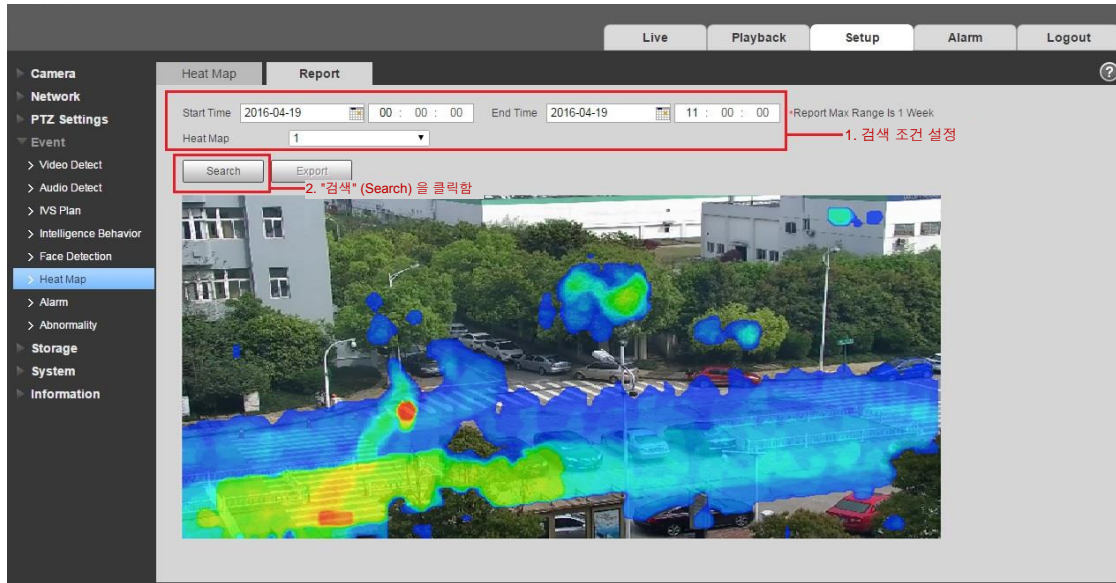 Live Playback Setup Alarm Logout
Camera
Network
PTZ Settings
Event
Video Detect
Audio Detect
IVS Plan
Intelligence Behavior
Face Detection
Heat Map
Alarm
Abnormality
Storage
System
Information
Heat Map Report
?
Start Time 2016-04-19 00 : 00 : 00 End Time 2016-04-19 11 : 00 : 00 *Report Max Range Is 1 Week
Heat Map 1
1. 검색 조건 설정
Search Export
2. "검색" (Search) 을 클릭함